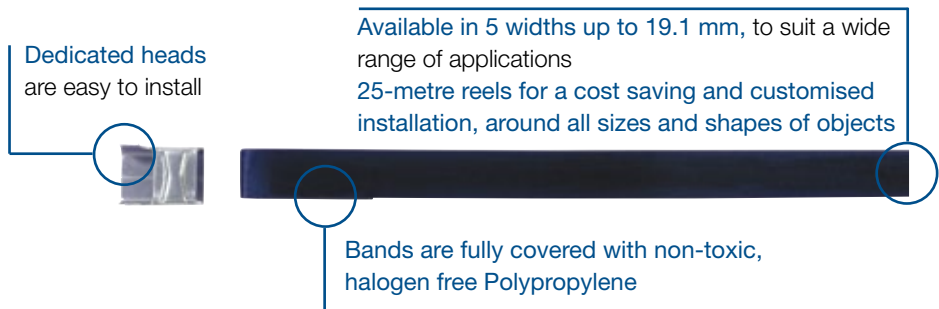 Dedicated heads
are easy to install
Available in 5 widths up to 19.1 mm, to suit a wide
range of applications
25-metre reels for a cost saving and customised
installation, around all sizes and shapes of objects
Bands are fully covered with non-toxic,
halogen free Polypropylene